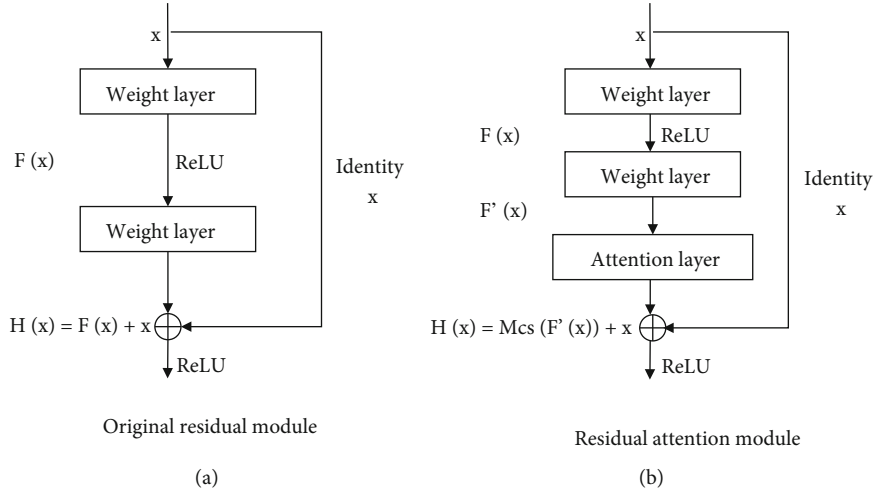 x
Weight layer
F (x)
ReLU
Identity
x
Weight layer
H (x) = F (x) + x
ReLU
Original residual module
(a)
x
Weight layer
F (x)
ReLU
Weight layer
Identity
x
F’ (x)
Attention layer
H (x) = Mcs (F’ (x)) + x
ReLU
Residual attention module
(b)